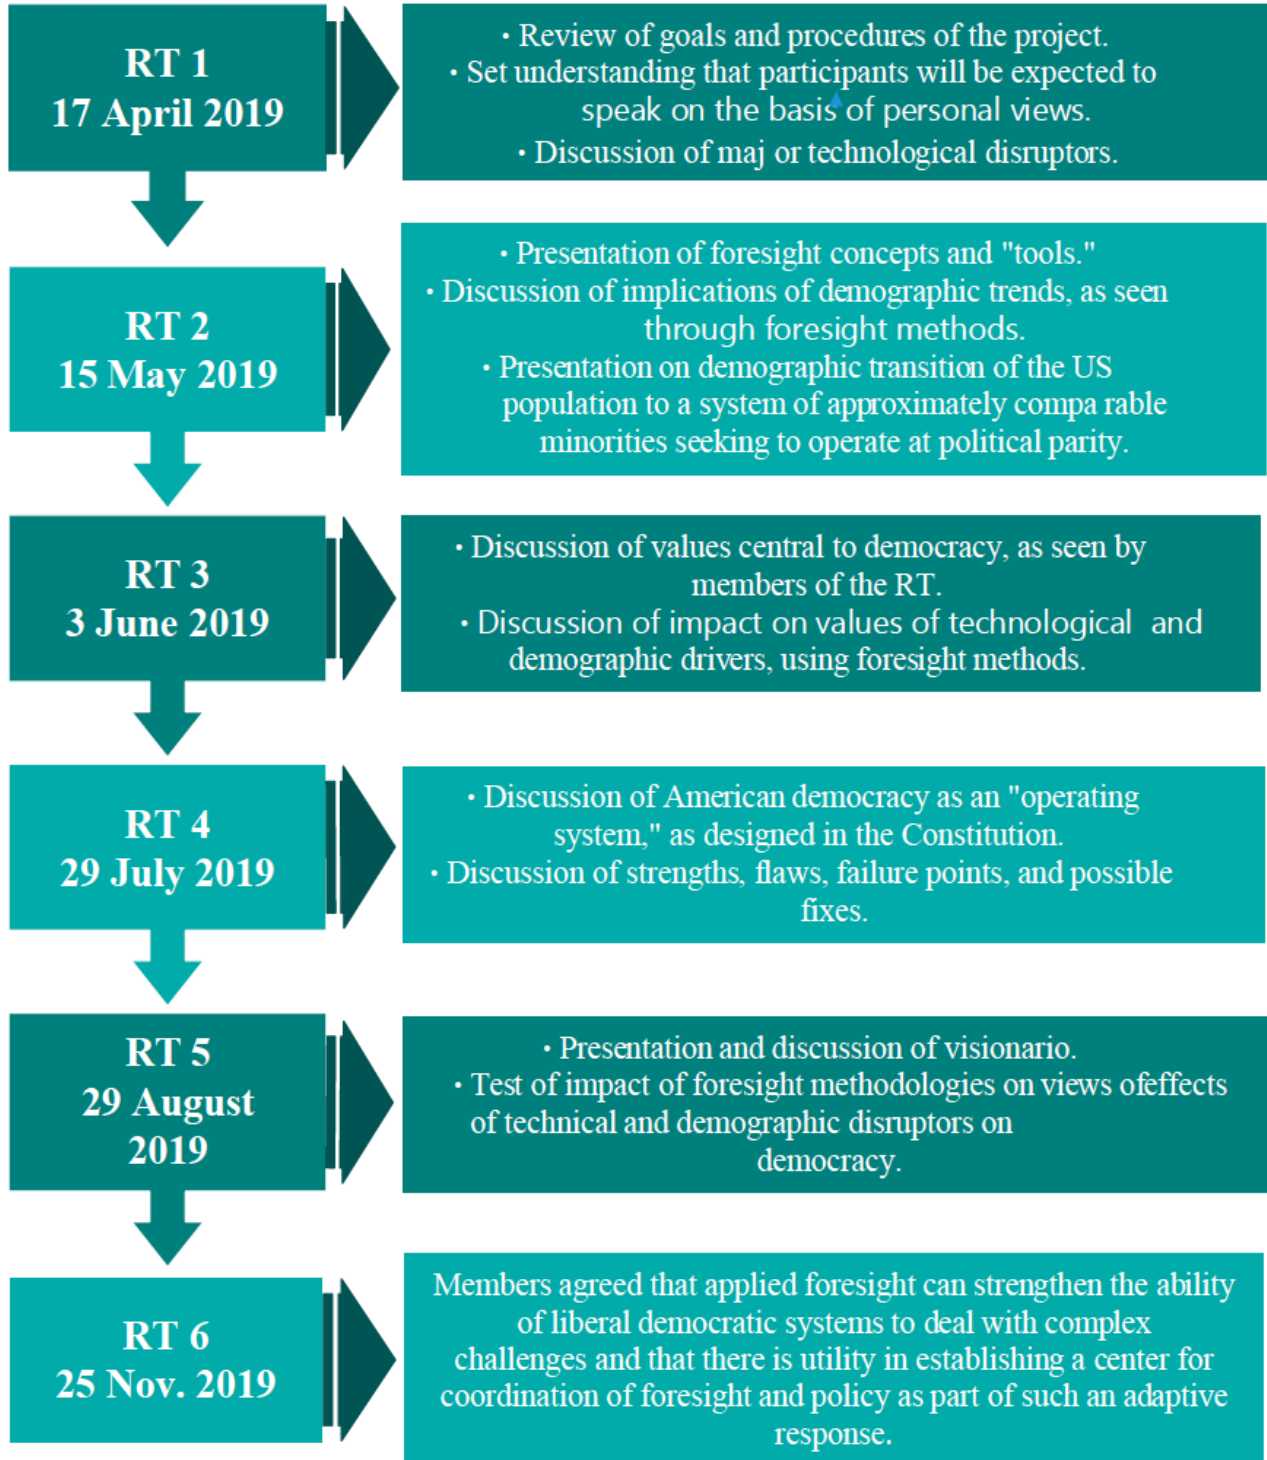 RT 1
17 April 2019
• Review of goals and procedures of the project.
• Set understanding that participants will be expected to
speak on the basis of personal views.
• Discussion of maj or technological disruptors.
RT 2
15 May 2019
• Presentation of foresight concepts and "tools."
• Discussion of implications of demographic trends, as seen
through foresight methods.
• Presentation on demographic transition of the US
population to a system of approximately compa rable
minorities seeking to operate at political parity.
RT 3
3 June 2019
• Discussion of values central to democracy, as seen by
members of the RT.
• Discussion of impact on values of technological and
demographic drivers, using foresight methods.
RT 4
29 July 2019
• Discussion of American democracy as an "operating
system," as designed in the Constitution.
• Discussion of strengths, flaws, failure points, and possible
fixes.
RT 5
29 August
2019
• Presentation and discussion of visionario.
• Test of impact of foresight methodologies on views ofeffects
of technical and demographic disruptors on
democracy.
RT 6
25 Nov. 2019
Members agreed that applied foresight can strengthen the ability
of liberal democratic systems to deal with complex
challenges and that there is utility in establishing a center for
coordination of foresight and policy as part of such an adaptive
response.